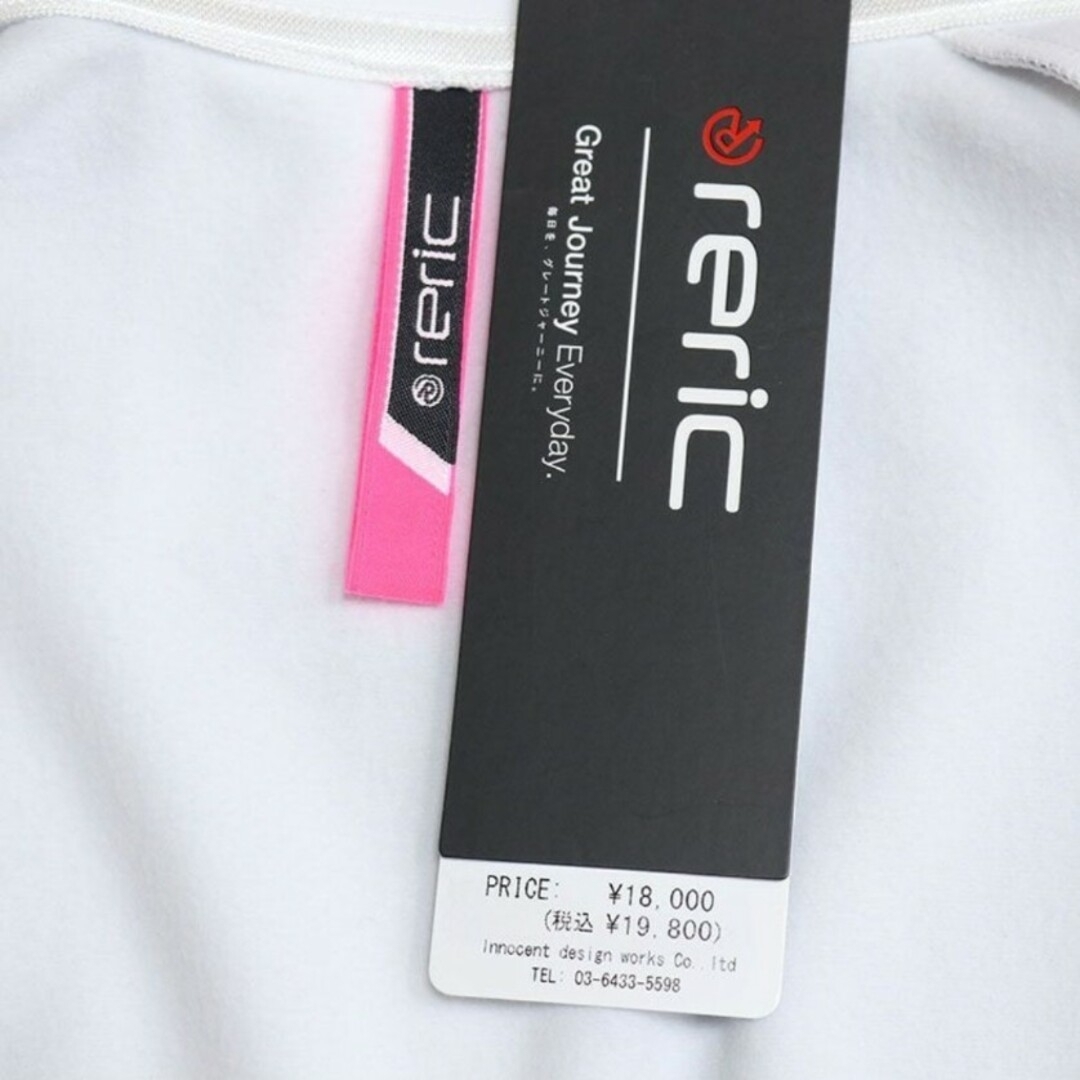 reric
reric
Great Journey Everyday.
毎日を、グレートジャーニーに。
PRICE: ¥18,000
(税込 ¥19,800)
Innocent design works Co.,ltd
TEL: 03-6433-5598